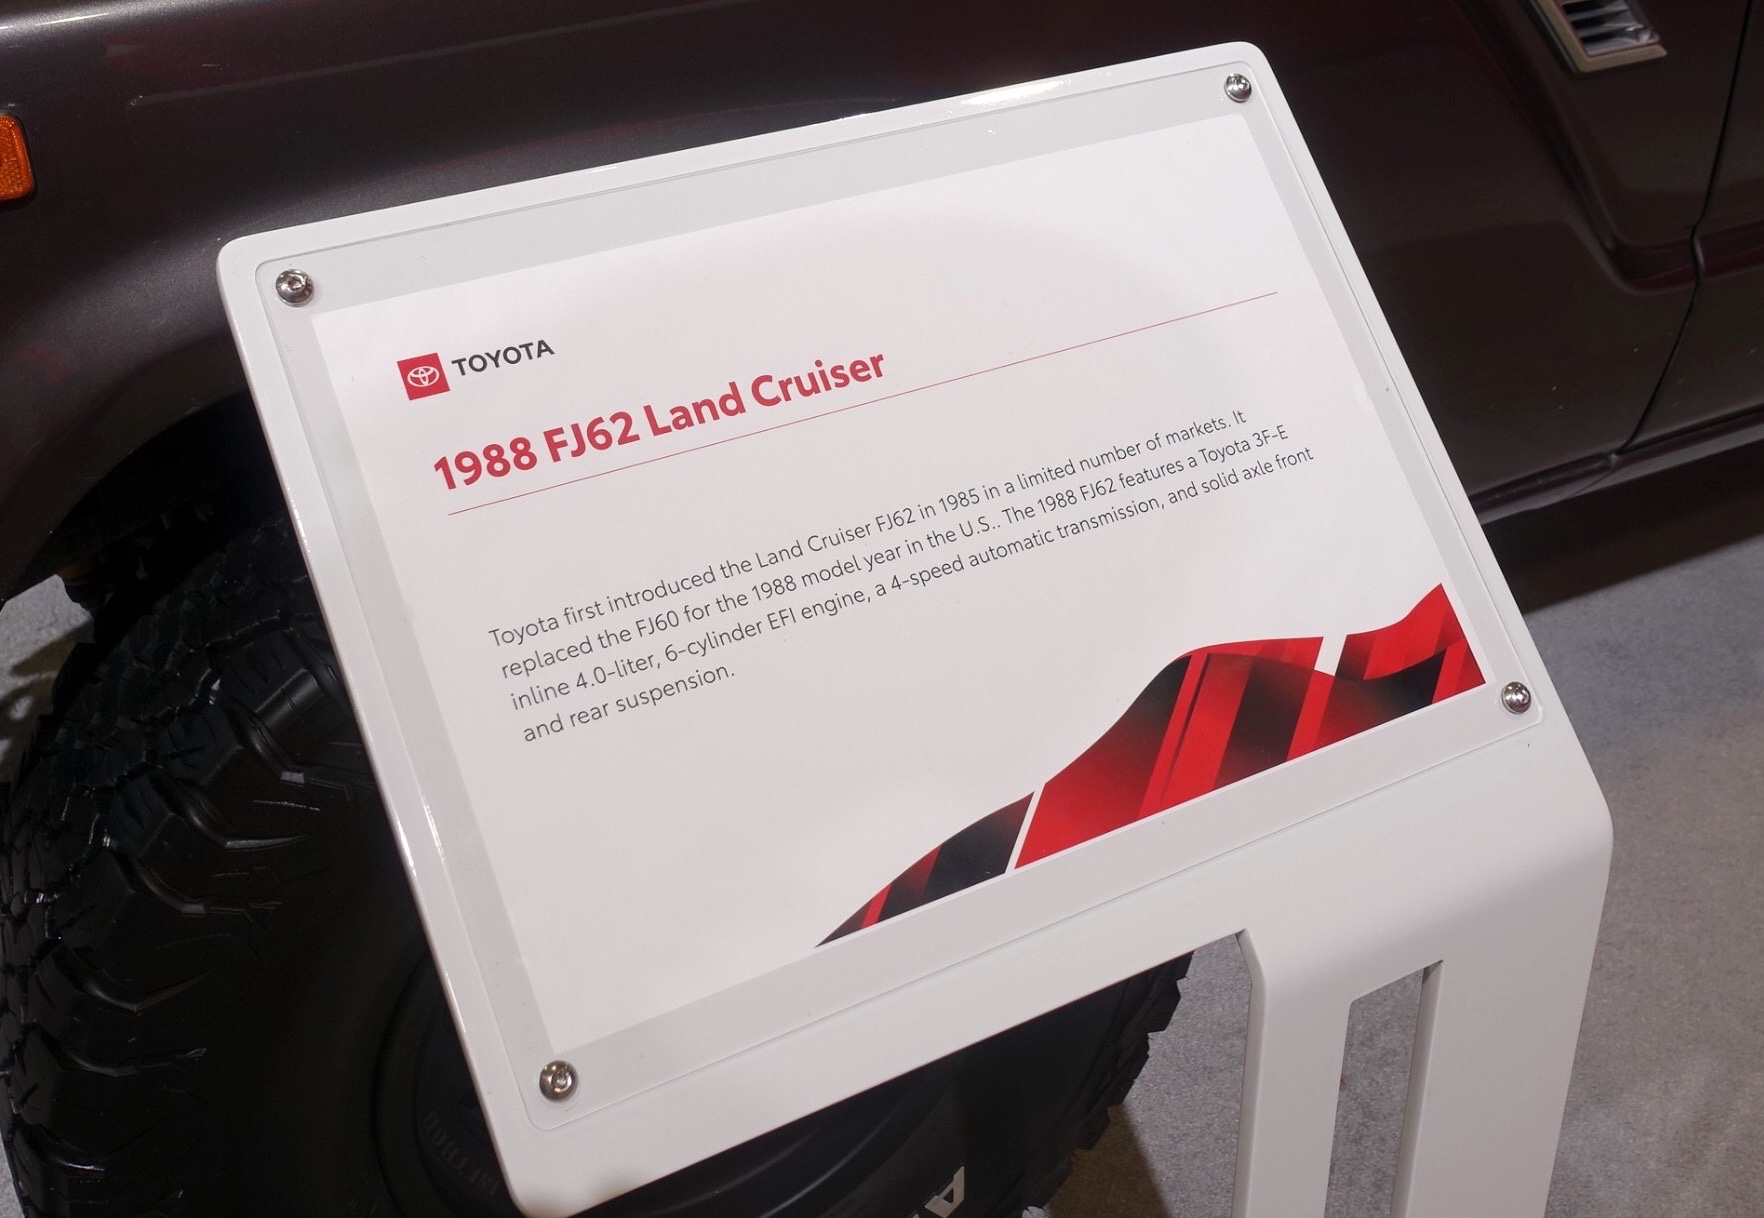 TOYOTA
1988 FJ62 Land Cruiser
Toyota first introduced the Land Cruiser FJ62 in 1985 in a limited number of markets. It
replaced the FJ60 for the 1988 model year in the U.S.. The 1988 FJ62 features a Toyota 3F-E
inline 4.0-liter, 6-cylinder EFI engine, a 4-speed automatic transmission, and solid axle front
and rear suspension.
METHOD
A